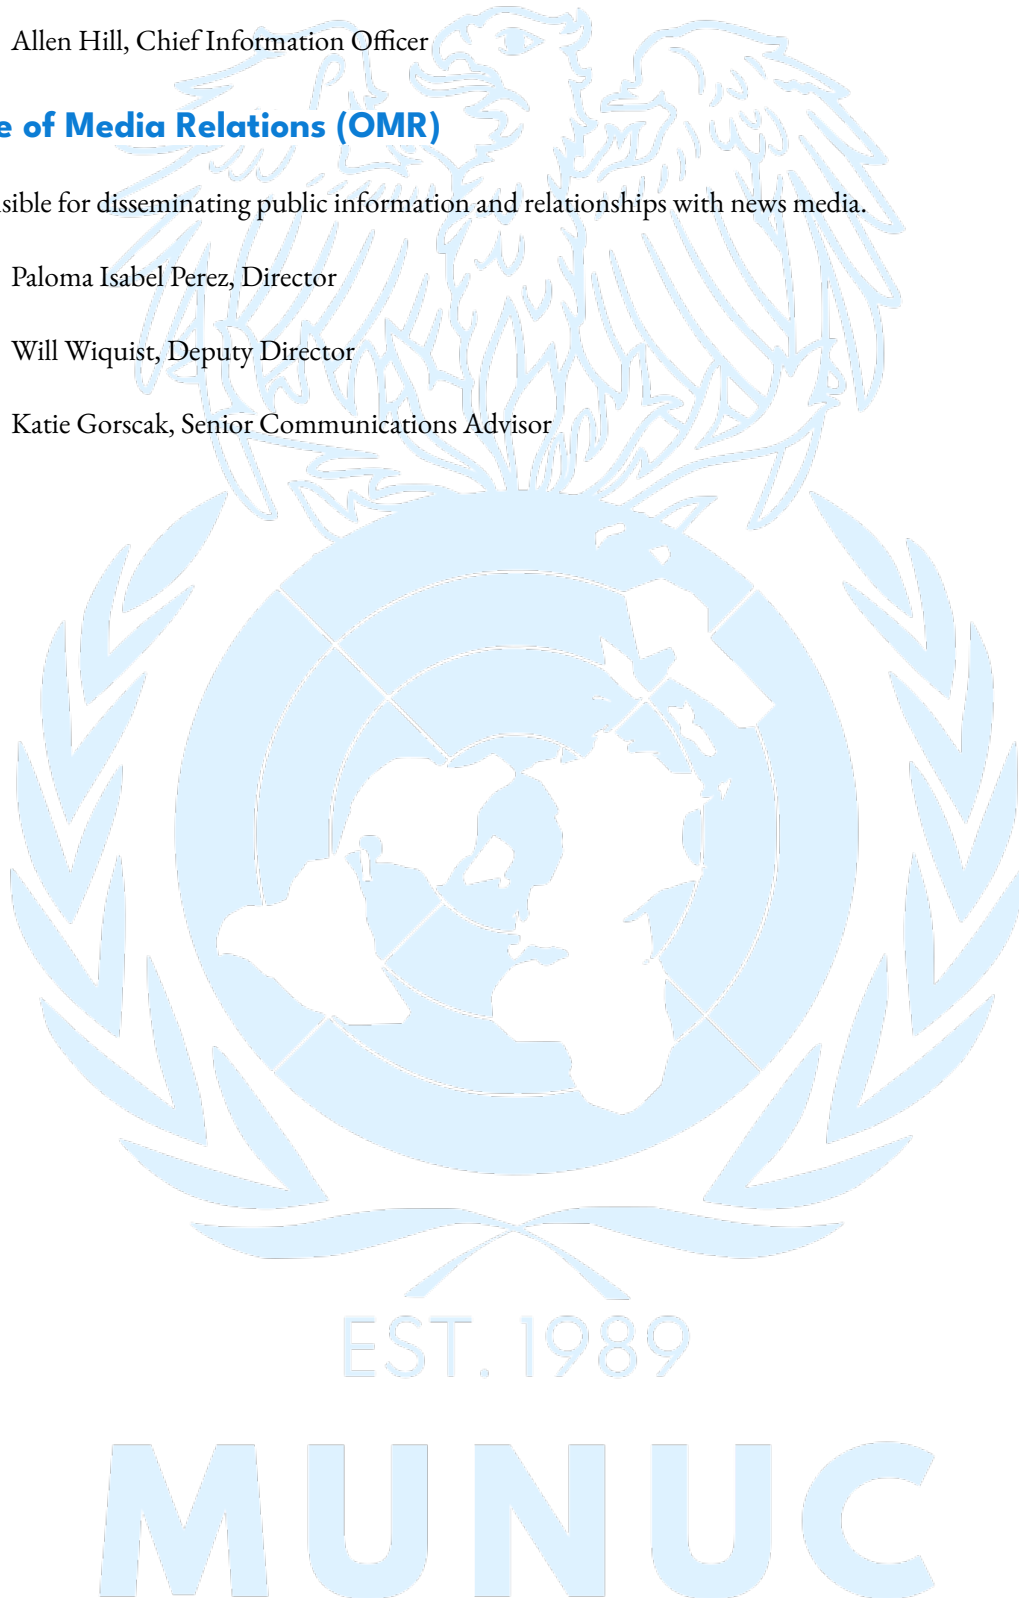 Allen Hill, Chief Information Officer
e of Media Relations (OMR)
sible for disseminating public information and relationships with news media.
Paloma Isabel Perez, Director
Will Wiquist, Deputy Director
Katie Gorscak, Senior Communications Advisor
EST. 1989
MUNUC